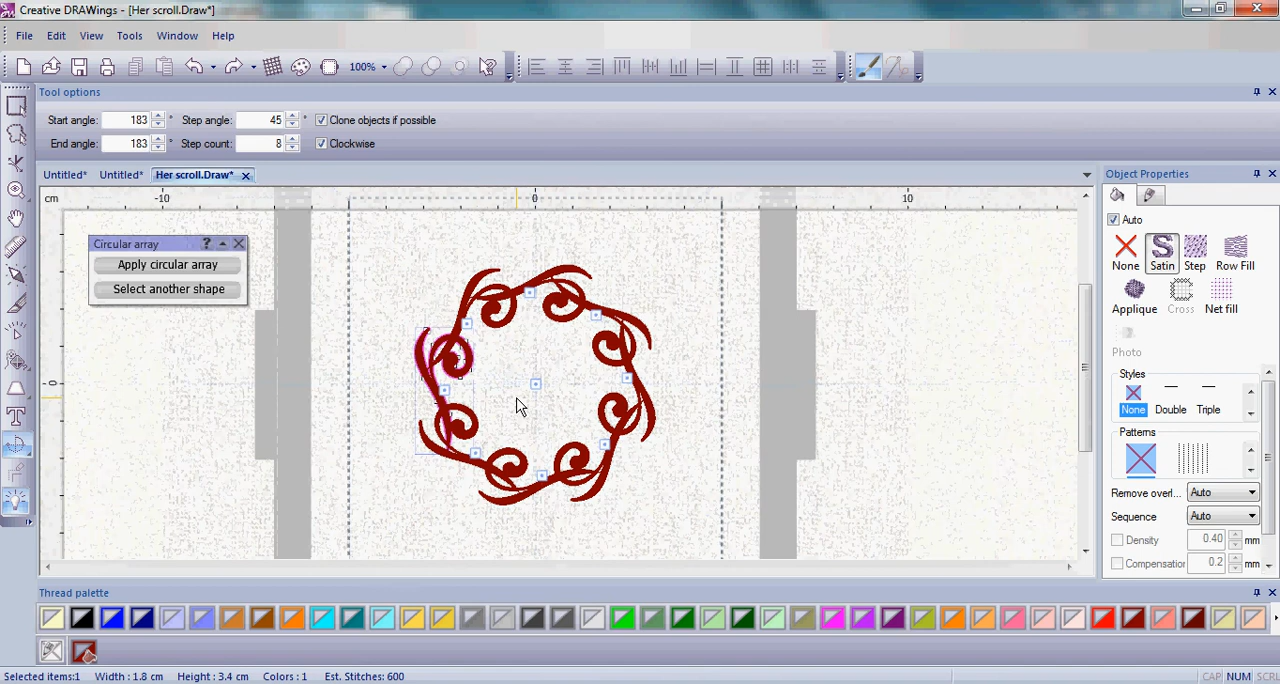 Creative DRAWings - [Her scroll.Draw*]
File Edit View Tools Window Help
100%
Tool options
Start angle: 183 ° Step angle: 45 ° Clone objects if possible
End angle: 183 ° Step count: 8 Clockwise
Untitled* Untitled* Her scroll.Draw*
Object Properties
cm -10 0 10
Auto
Circular array ?
Apply circular array
Select another shape
None Satin Step Row Fill
Applique Cross Net fill
Photo
Styles
None Double Triple
Patterns
0
Remove overl... Auto
Sequence Auto
Density 0.40 mm
Compensation 0.2 mm
Thread palette
Selected items:1 Width : 1.8 cm Height : 3.4 cm Colors : 1 Est. Stitches: 600 CAP NUM SCRL